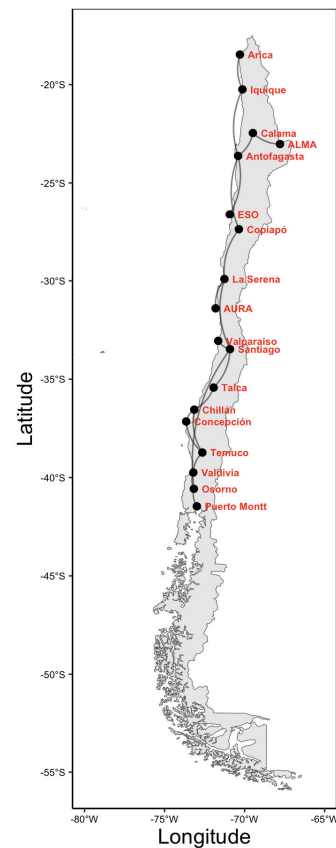 Arica
-20°S
Iquique
Calama
ALMA
Antofagasta
-25°S
ESO
Copiapó
-30°S
La Serena
AURA
Valparaiso
Santiago
-35°S
Talca
Chillán
Concepción
Temuco
Valdivia
-40°S
Osorno
Puerto Montt
-45°S
-50°S
-55°S
-80°W
-75°W
-70°W
-65°W
Longitude
Latitude